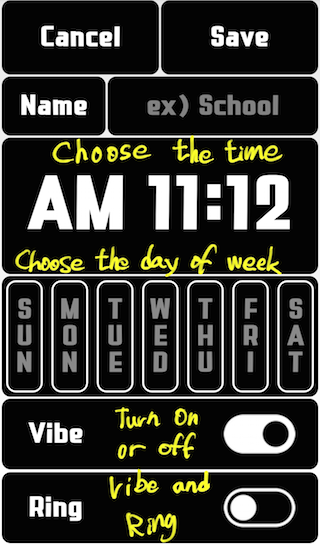 Cancel Save
Name ex) School
Choose the time
AM 11:12
Choose the day of week
SUN MON TUE WED THU FRI SAT
Vibe Turn On
or off
Vibe and
Ring Ring